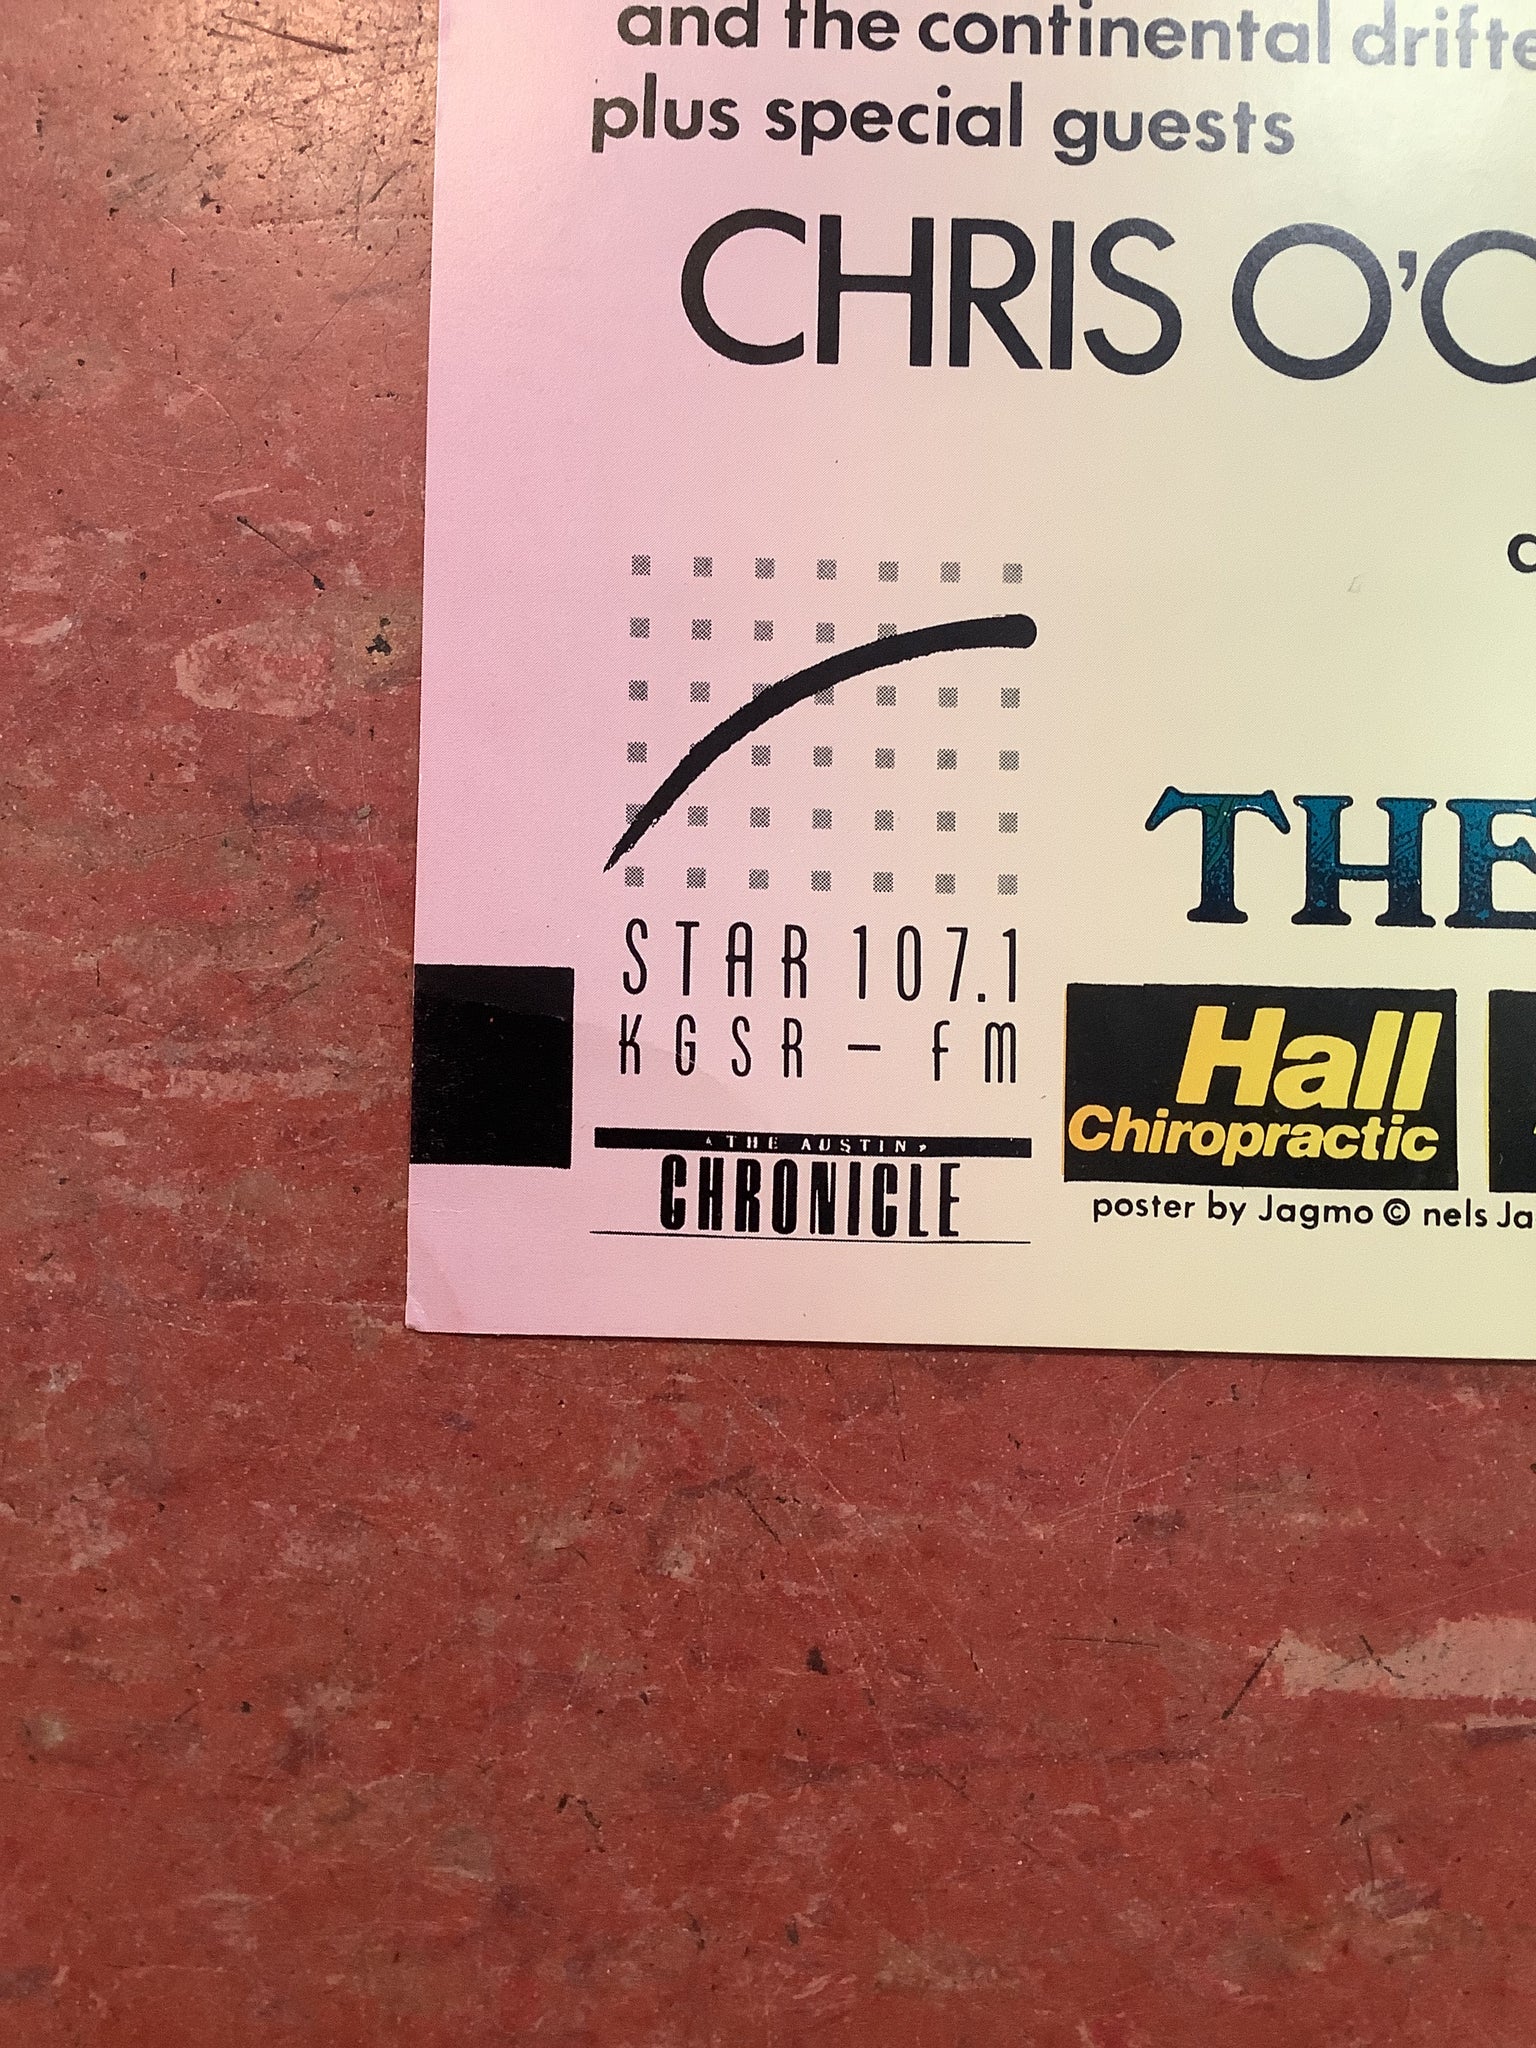 and the continental drifte
plus special guests
CHRIS O'C
THE
STAR 107.1
KGSR - FM
THE AUSTIN
CHRONICLE
Hall
Chiropractic
poster by Jagmo © nels Ja